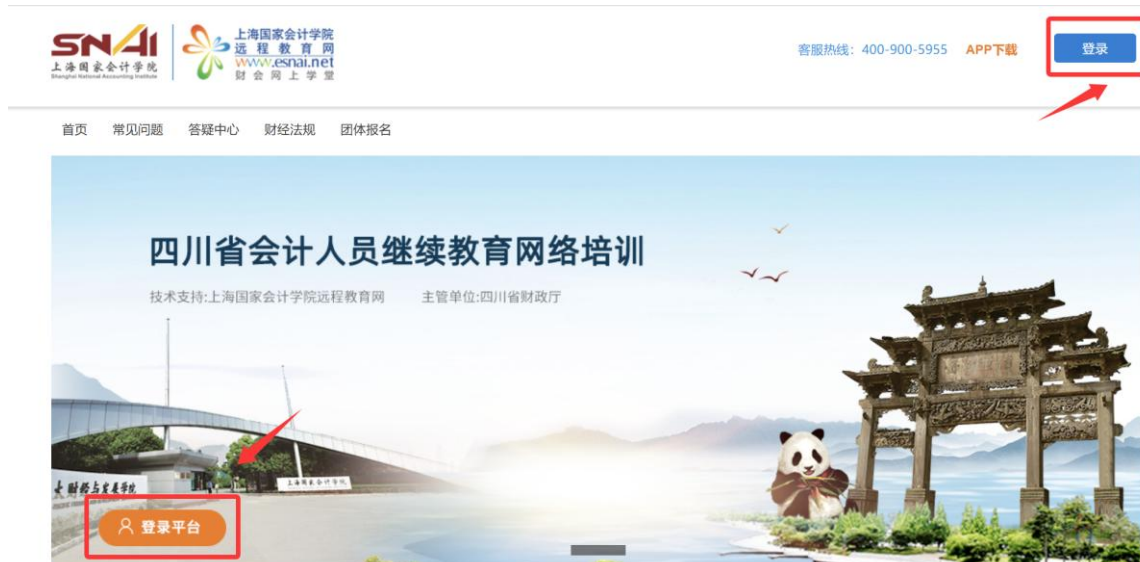 SNAI
上海国家会计学院
Shanghai National Accounting Institute
上海国家会计学院
远程教育网
www.esnai.net
财会网上学堂
客服热线：400-900-5955
APP下载
登录
首页
常见问题
答疑中心
财经法规
团体报名
四川省会计人员继续教育网络培训
技术支持:上海国家会计学院远程教育网
主管单位:四川省财政厅
上海国家会计学院
登录平台